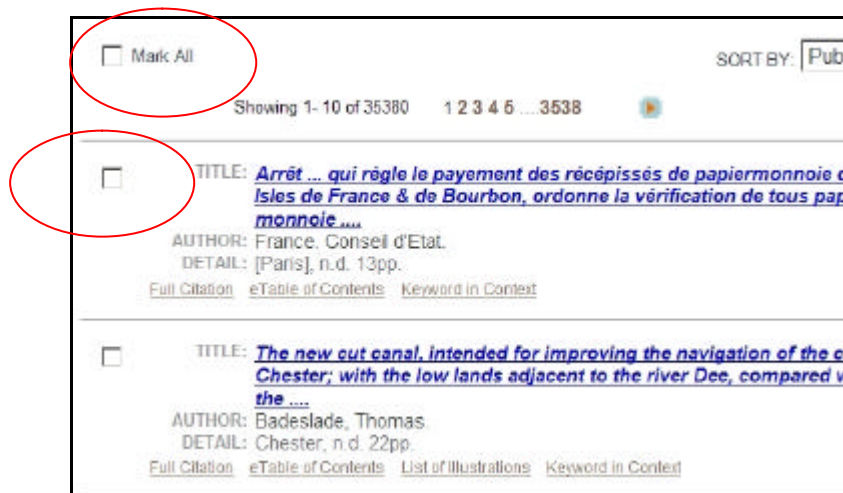 Mark All
SORT BY: Pub
Showing 1- 10 of 35380 1 2 3 4 5 ....3538
TITLE: Arrêt ... qui règle le payement des récépissés de papiermonnoie
Isles de France & de Bourbon, ordonne la vérification de tous pap
monnoie ....
AUTHOR: France. Conseil d'Etat.
DETAIL: [Paris], n.d. 13pp.
Full Citation eTable of Contents Keyword in Context
TITLE: The new cut canal, intended for improving the navigation of the
Chester; with the low lands adjacent to the river Dee, compared
the ....
AUTHOR: Badeslade, Thomas.
DETAIL: Chester, n.d. 22pp.
Full Citation eTable of Contents List of Illustrations Keyword in Context